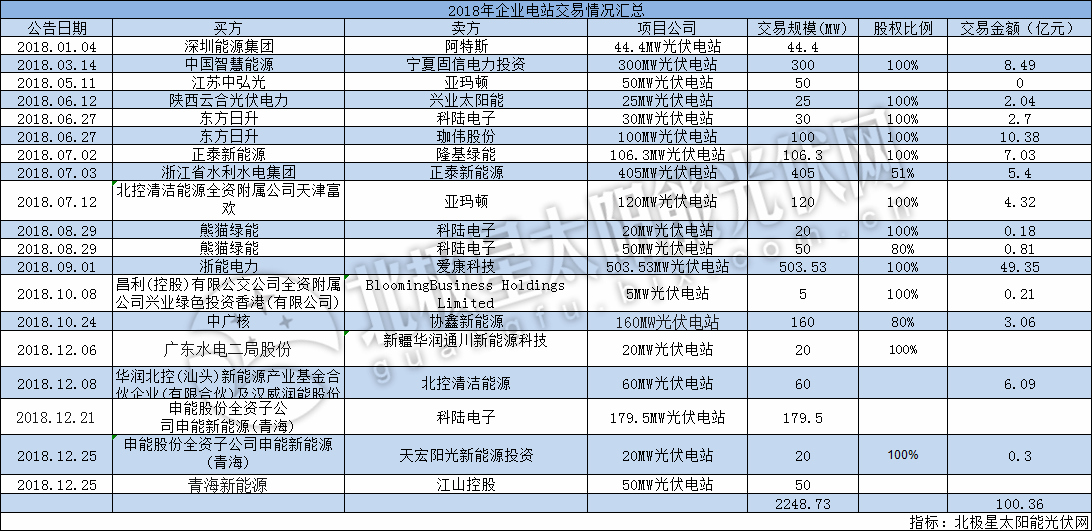 2018年企业电站交易情况汇总
公告日期 买方 卖方 项目公司 交易规模(MW) 股权比例 交易金额（亿元）
2018.01.04 深圳能源集团 阿特斯 44.4MW光伏电站 44.4
2018.03.14 中国智慧能源 宁夏固信电力投资 300MW光伏电站 300 100% 8.49
2018.05.11 江苏中弘光 亚玛顿 50MW光伏电站 50 0
2018.06.12 陕西云合光伏电力 兴业太阳能 25MW光伏电站 25 100% 2.04
2018.06.27 东方日升 科陆电子 30MW光伏电站 30 100% 2.7
2018.06.27 东方日升 珈伟股份 100MW光伏电站 100 100% 10.38
2018.07.02 正泰新能源 隆基绿能 106.3MW光伏电站 106.3 100% 7.03
2018.07.03 浙江省水利水电集团 正泰新能源 405MW光伏电站 405 51% 5.4
2018.07.12 北控清洁能源全资附属公司天津富
欢 亚玛顿 120MW光伏电站 120 100% 4.32
2018.08.29 熊猫绿能 科陆电子 20MW光伏电站 20 100% 0.18
2018.08.29 熊猫绿能 科陆电子 50MW光伏电站 50 80% 0.81
2018.09.01 浙能电力 爱康科技 503.53MW光伏电站 503.53 100% 49.35
2018.10.08 昌利(控股)有限公交公司全资附属
公司兴业绿色投资香港(有限公司) BloomingBusiness Holdings
Limited 5MW光伏电站 5 100% 0.21
2018.10.24 中广核 协鑫新能源 160MW光伏电站 160 80% 3.06
2018.12.06 广东水电二局股份 新疆华润通川新能源科技 20MW光伏电站 20 100%
2018.12.08 华润北控(汕头)新能源产业基金合
伙企业(有限合伙)及汉威润能股份 北控清洁能源 60MW光伏电站 60 6.09
2018.12.21 申能股份全资子公
司申能新能源(青海) 科陆电子 179.5MW光伏电站 179.5
2018.12.25 申能股份全资子公司申能新能源
(青海) 天宏阳光新能源投资 20MW光伏电站 20 100% 0.3
2018.12.25 青海新能源 江山控股 50MW光伏电站 50
2248.73 100.36
指标：北极星太阳能光伏网
北极星太阳能光伏网
guangfu.bjx.com.cn